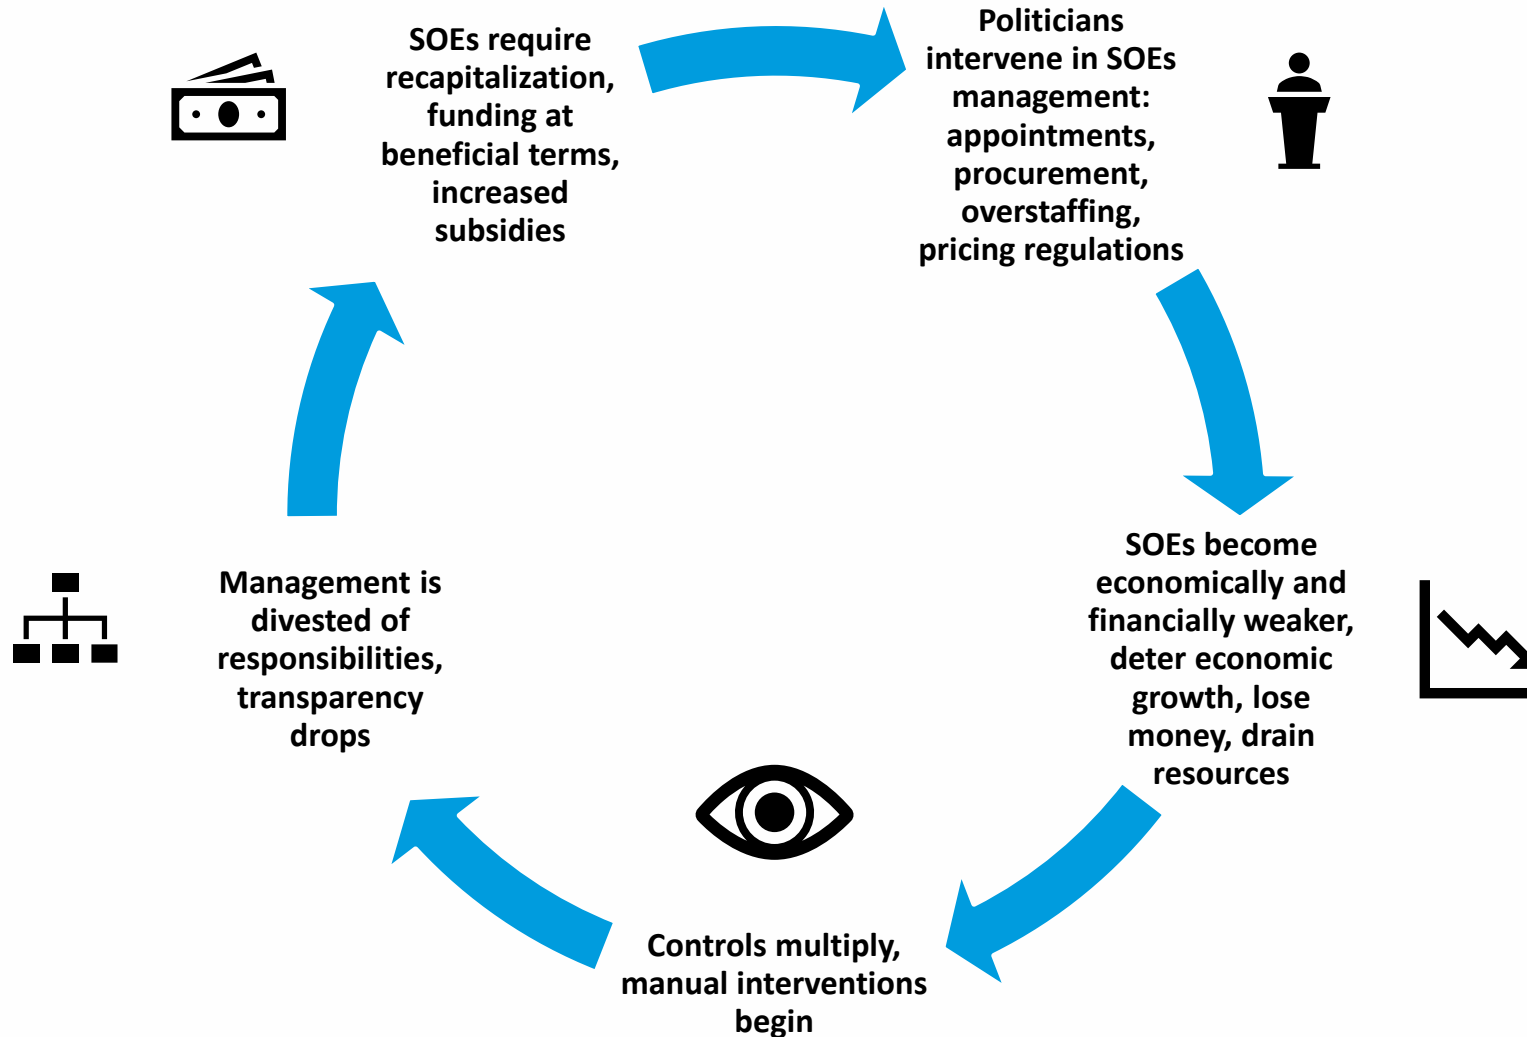 SOEs require
recapitalization,
funding at
beneficial terms,
increased
subsidies
Politicians
intervene in SOEs
management:
appointments,
procurement,
overstaffing,
pricing regulations
SOEs become
economically and
financially weaker,
deter economic
growth, lose
money, drain
resources
Controls multiply,
manual interventions
begin
Management is
divested of
responsibilities,
transparency
drops